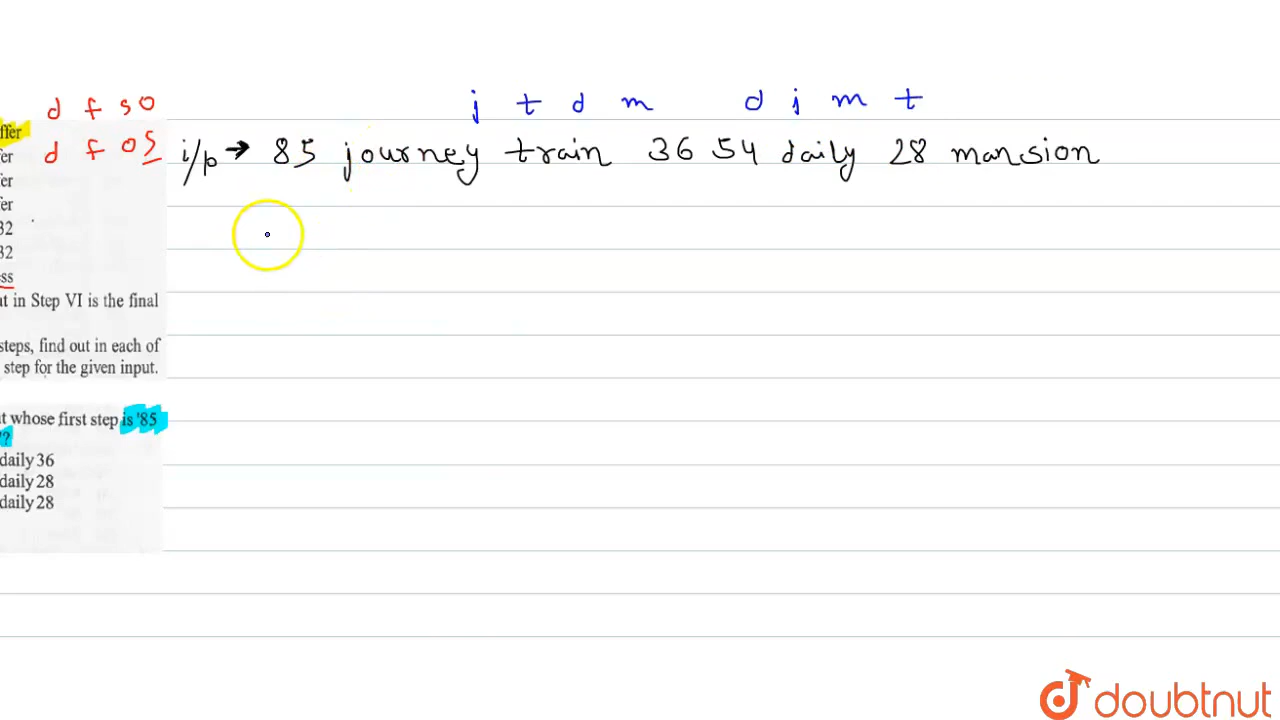 d f s o
j t d m d j m t
ffer
d f o s
i/p → 85 journey train 36 54 daily 28 mansion
fer
fer
fer
32
32
ess
at in Step VI is the final
steps, find out in each of
step for the given input.
t whose first step is '85
'?
daily 36
daily 28
daily 28
doubtnut